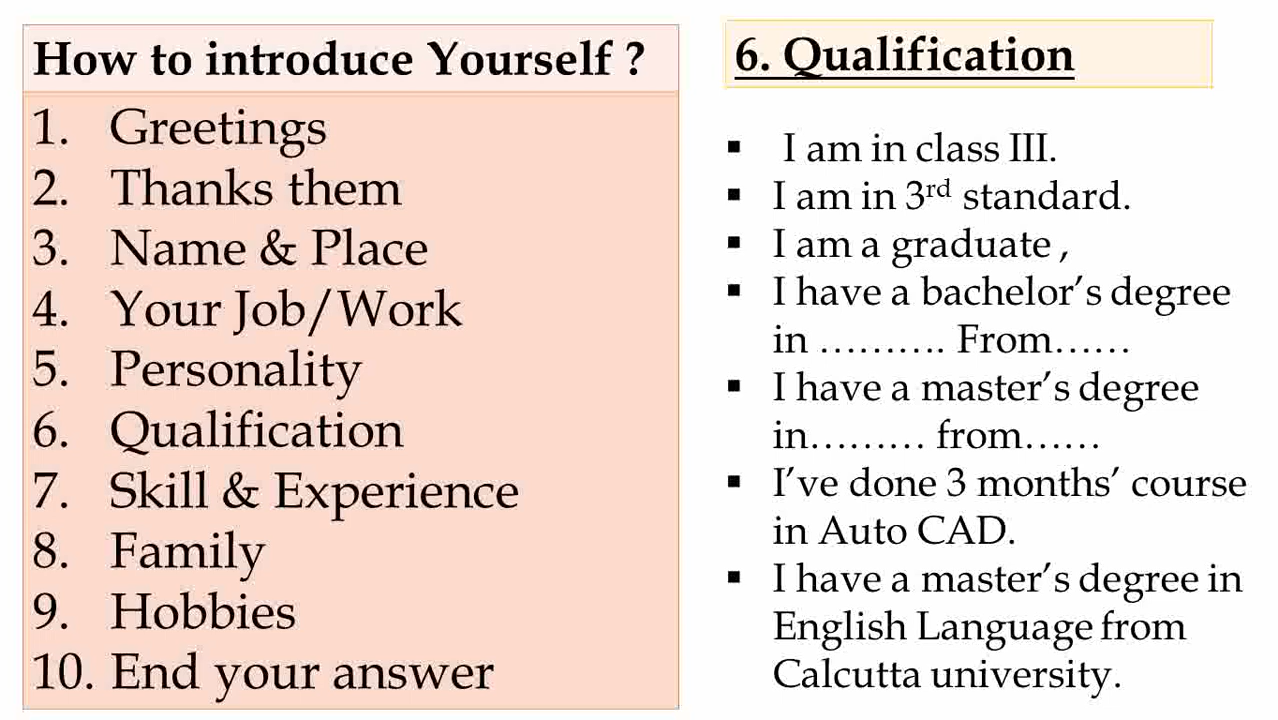 How to introduce Yourself ?
1. Greetings
2. Thanks them
3. Name & Place
4. Your Job/Work
5. Personality
6. Qualification
7. Skill & Experience
8. Family
9. Hobbies
10. End your answer
6. Qualification
▪ I am in class III.
▪ I am in 3rd standard.
▪ I am a graduate ,
▪ I have a bachelor’s degree
in ………. From……
▪ I have a master’s degree
in……… from……
▪ I’ve done 3 months’ course
in Auto CAD.
▪ I have a master’s degree in
English Language from
Calcutta university.